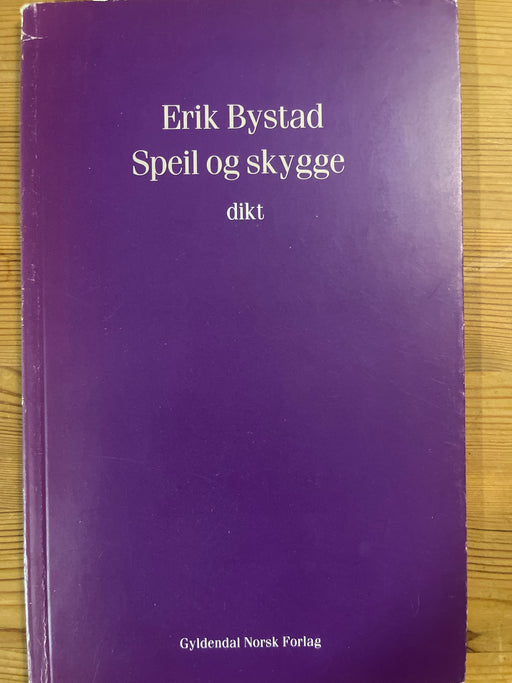 Erik Bystad
Speil og skygge
dikt
Gyldendal Norsk Forlag